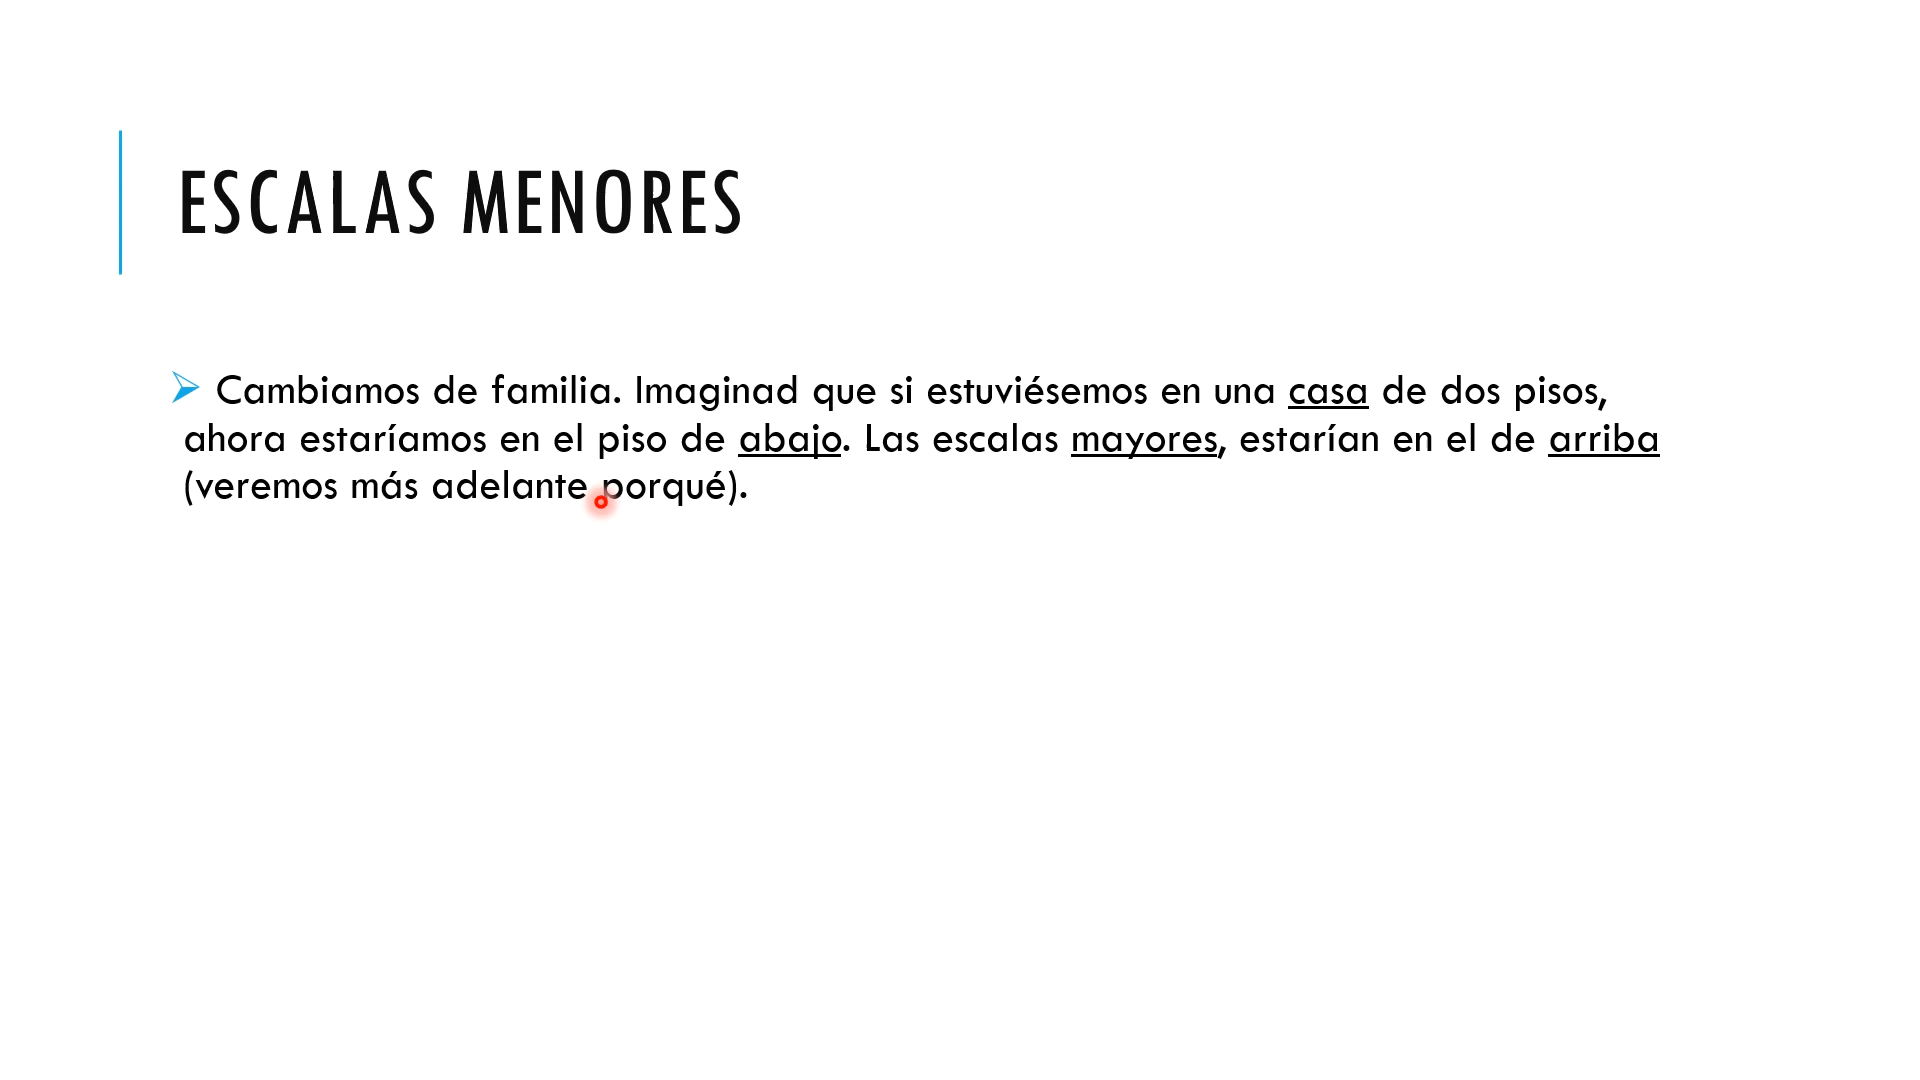 ESCALAS MENORES
Cambiamos de familia. Imaginad que si estuviésemos en una casa de dos pisos,
ahora estaríamos en el piso de abajo. Las escalas mayores, estarían en el de arriba
(veremos más adelante porqué).